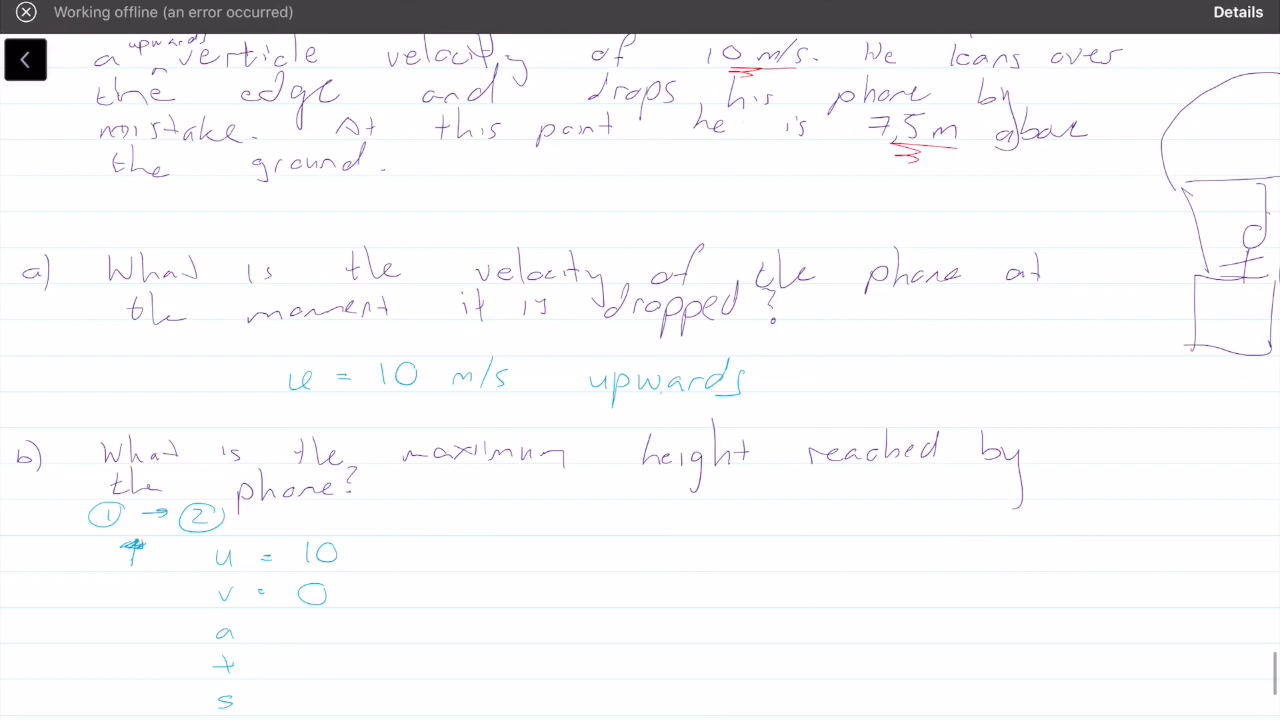 Working offline (an error occurred)
Details
upwards
a verticle velocity of 10 m/s. He leans over
the edge and drops his phone by
mistake. At this point he is 7.5 m above
the ground.
a) What is the velocity of the phone at
the moment it is dropped?
u = 10 m/s upwards
b) What is the maximum height reached by
the phone?
1 → 2
↑ u = 10
v = 0
a
t
s